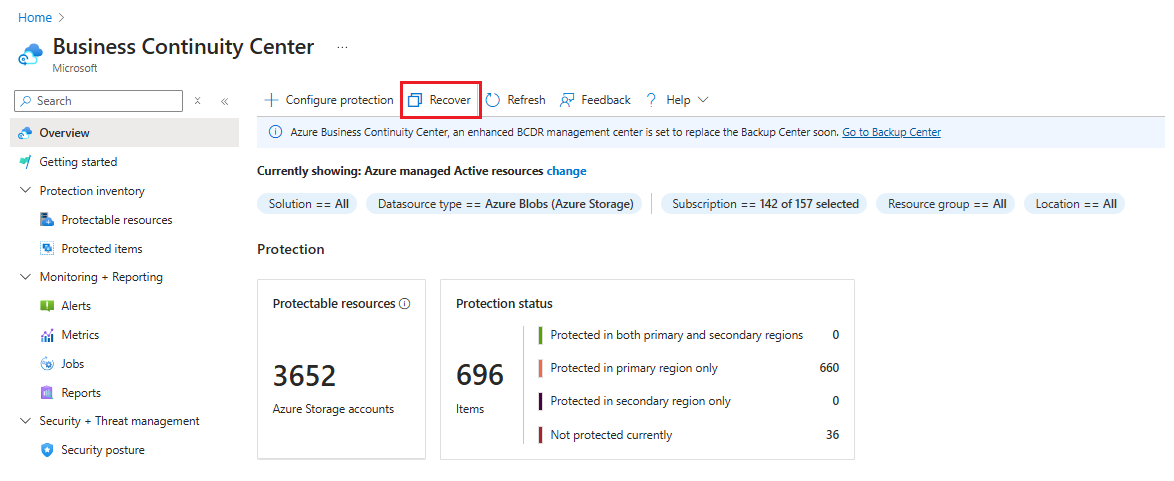 Home
Business Continuity Center ...
Microsoft
Search
Configure protection Recover Refresh Feedback ? Help
Overview
Azure Business Continuity Center, an enhanced BCDR management center is set to replace the Backup Center soon. Go to Backup Center
Getting started
Currently showing: Azure managed Active resources change
Protection inventory
Solution == All Datasource type == Azure Blobs (Azure Storage) Subscription == 142 of 157 selected Resource group == All Location == All
Protectable resources
Protected items
Protection
Monitoring + Reporting
Alerts
Metrics
Jobs
Reports
Security + Threat management
Security posture
Protectable resources
3652
Azure Storage accounts
Protection status
696
Items
Protected in both primary and secondary regions 0
Protected in primary region only 660
Protected in secondary region only 0
Not protected currently 36